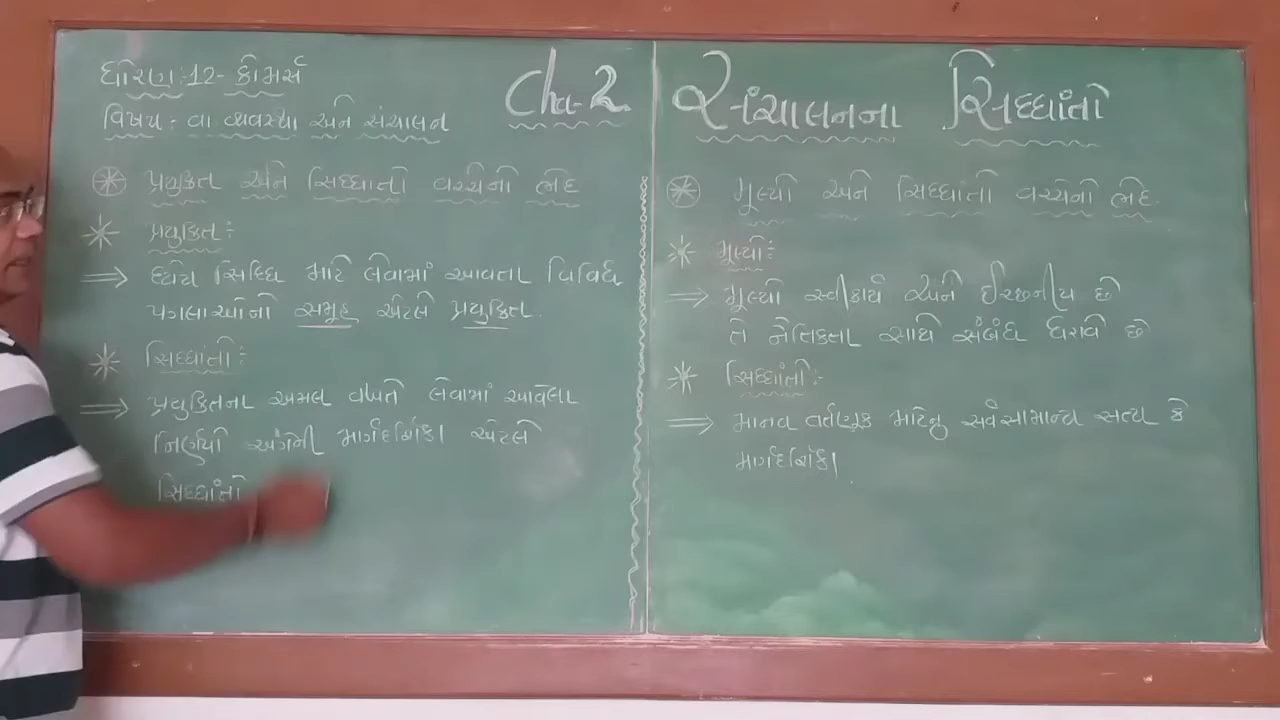 ધોરણ:12- કોમર્સ
વિષય:- વા વ્યવસ્થા અને સંચાલન
Cha-2
સંચાલનના સિદ્ધાંતો
પ્રયુકિત અને સિધ્ધાંતો વચ્ચેનો ભેદ
પ્રયુકિત:
⇒ ધ્યેય સિધ્ધિ માટે લેવામાં આવતા વિવિધ
પગલાઓનો સમૂહ એટલે પ્રયુકિત.
સિધ્ધાંતો:
⇒ પ્રયુકિતના અમલ વખતે લેવામાં આવેલા
નિર્ણયો અંગેની માર્ગદર્શિકા એટલે
સિધ્ધાંતો
મૂલ્યો અને સિધ્ધાંતો વચ્ચેનો ભેદ.
મૂલ્યો:
⇒ મૂલ્યો સ્વીકાર્ય અને ઈચ્છનીય છે
તે નૈતિકતા સાથે સંબંધ ધરાવે છે
સિધ્ધાંતો:-
⇒ માનવ વર્તણૂક માટેનુ સર્વસામાન્ય સત્ય કે
માર્ગદર્શિકા.